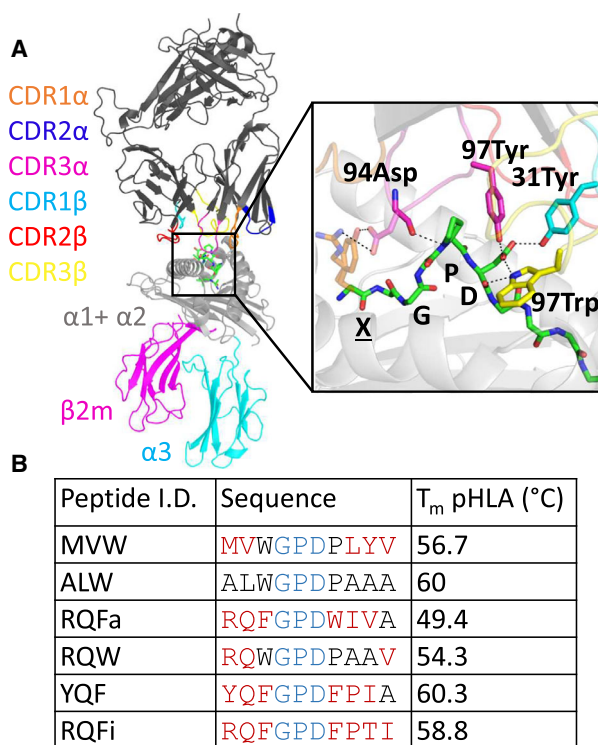 A
CDR1α
CDR2α
CDR3α
CDR1β
CDR2β
CDR3β
α1+ α2
β2m
α3
97Tyr
94Asp
31Tyr
P
D
G
X
97Trp
B
Peptide I.D. Sequence Tm pHLA (°C)
MVW MVWGPDPLYV 56.7
ALW ALWGPDPAAA 60
RQFa RQFGPDWIVA 49.4
RQW RQWGPDPAAV 54.3
YQF YQFGPDFPIA 60.3
RQFi RQFGPDFPTI 58.8